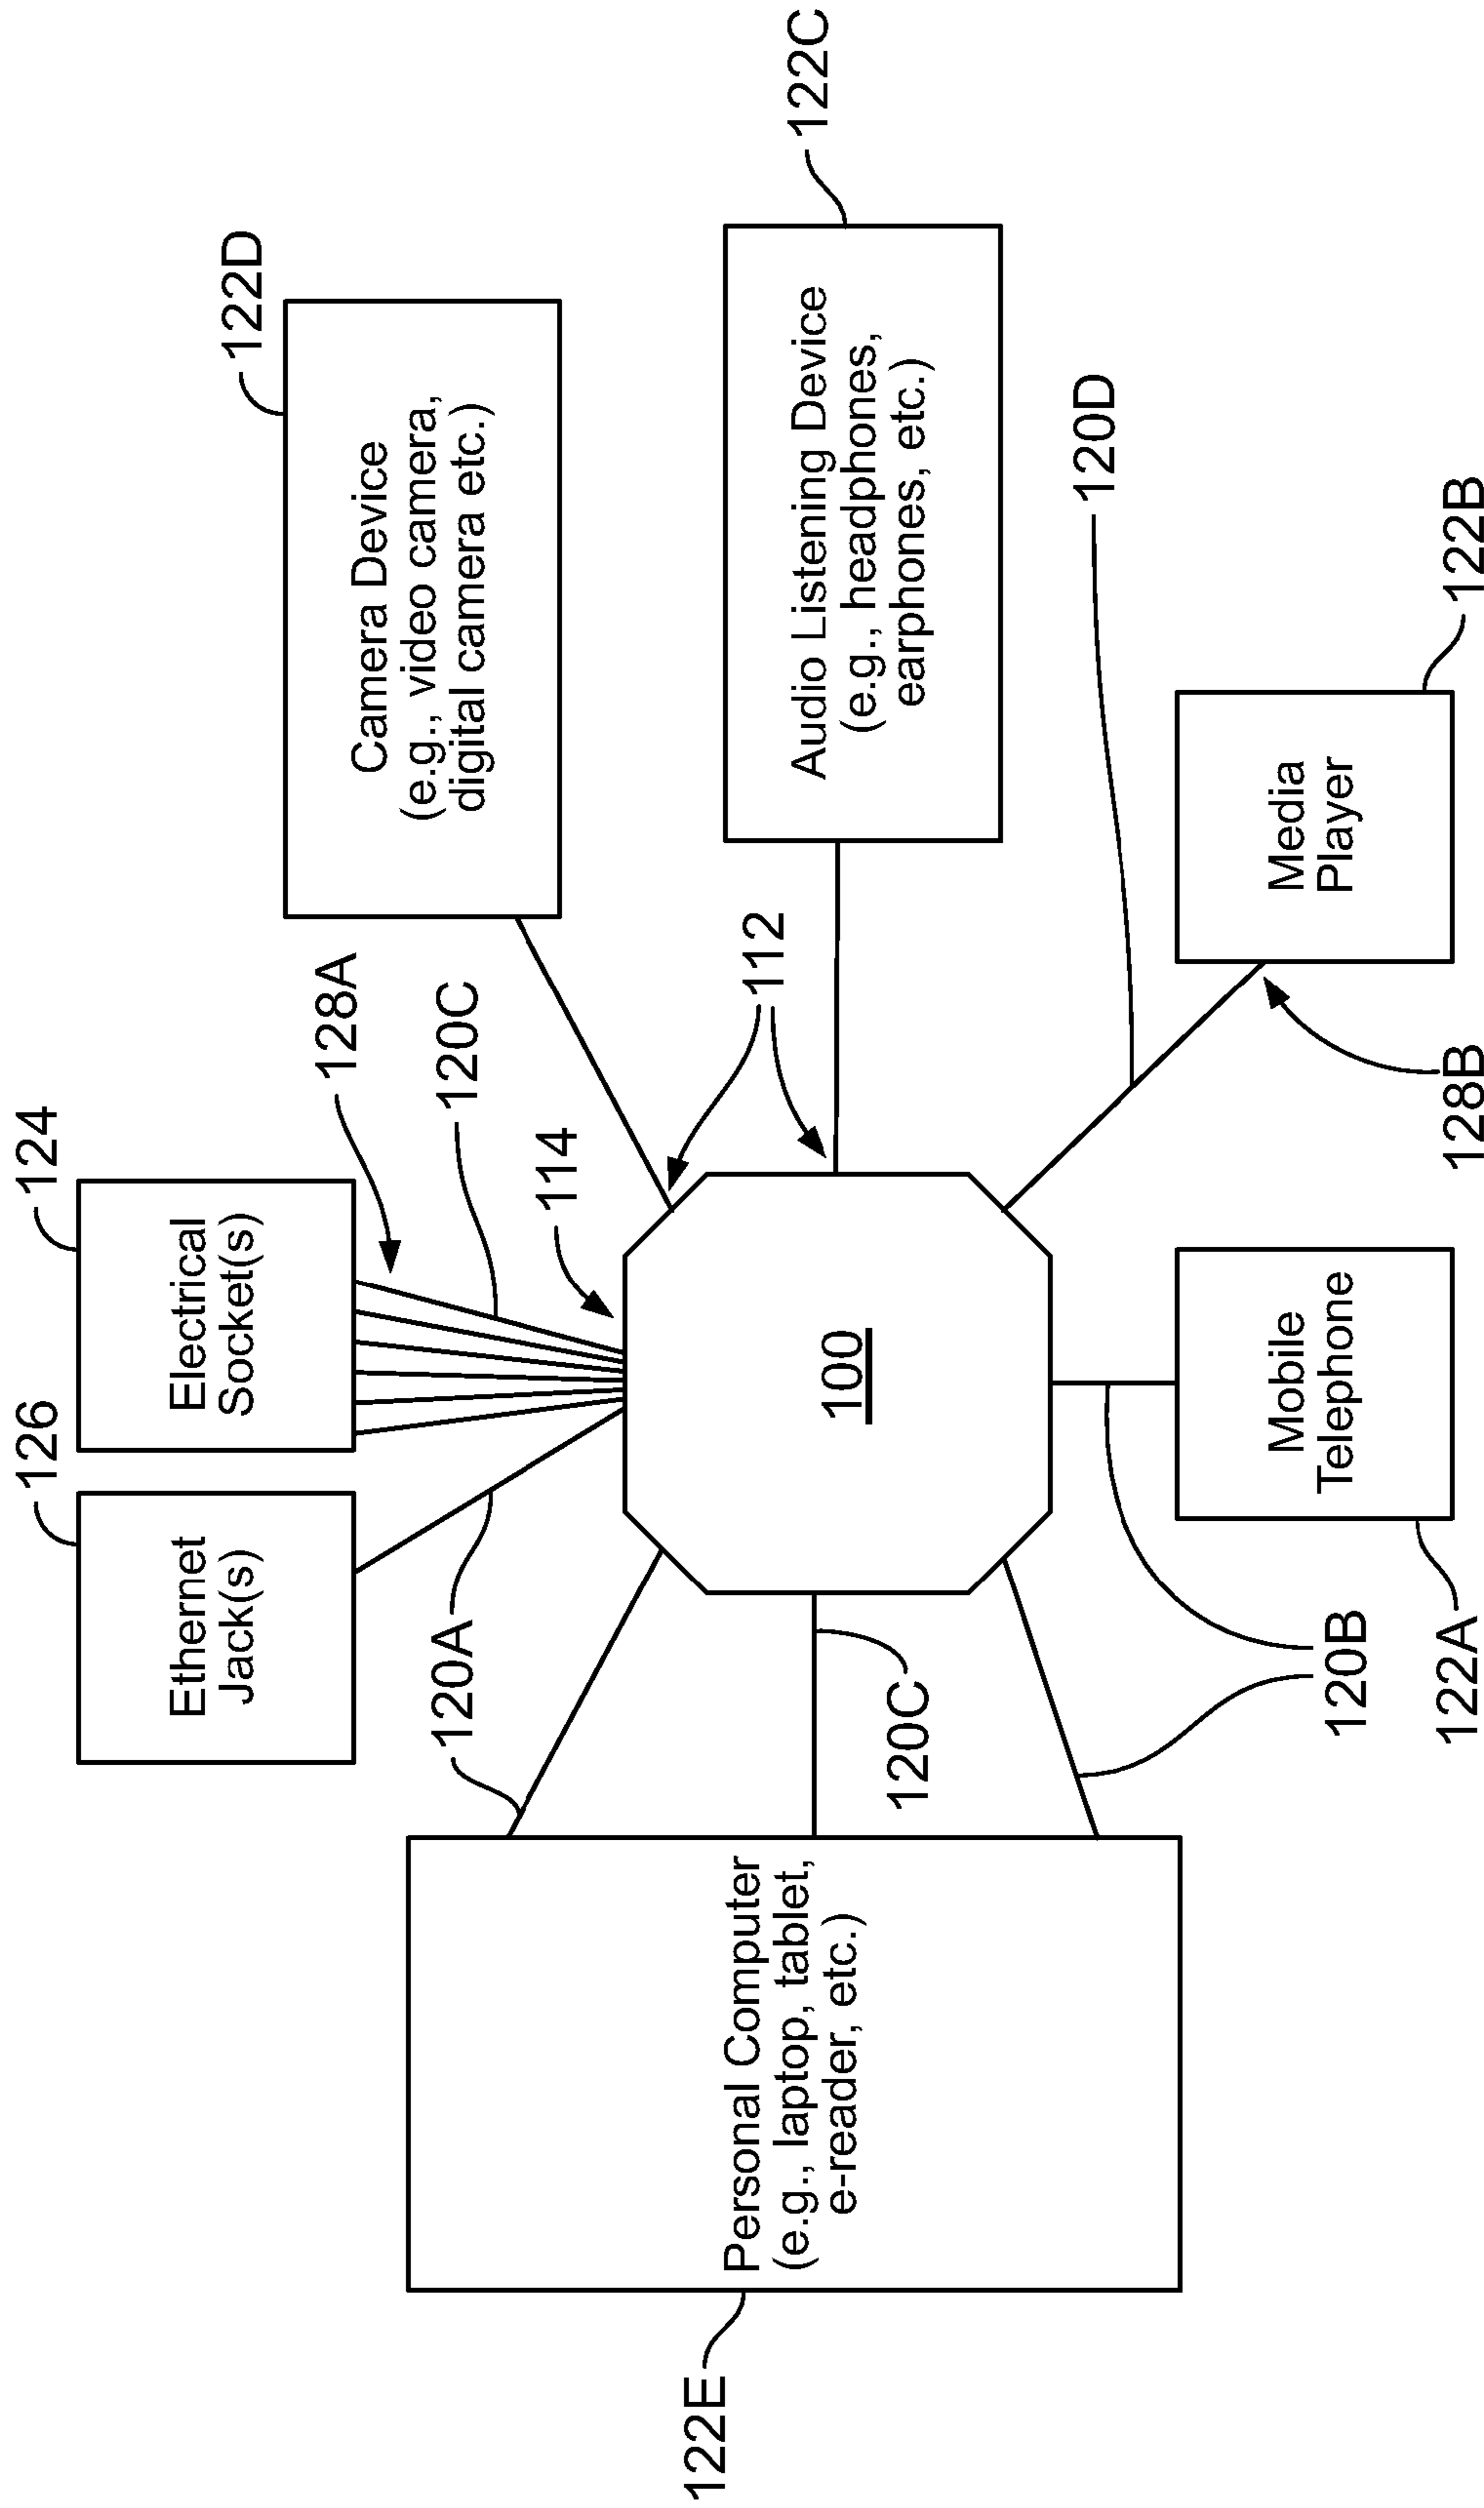 126
124
Ethernet
Jack(s)
Electrical
Socket(s)
128A
120C
122D
Camera Device
(e.g., video camera,
digital camera etc.)
120A
114
112
122E
Personal Computer
(e.g., laptop, tablet,
e-reader, etc.)
100
Audio Listening Device
(e.g., headphones,
earphones, etc.)
122C
120C
120D
Mobile
Telephone
Media
Player
120B
122A
128B
122B